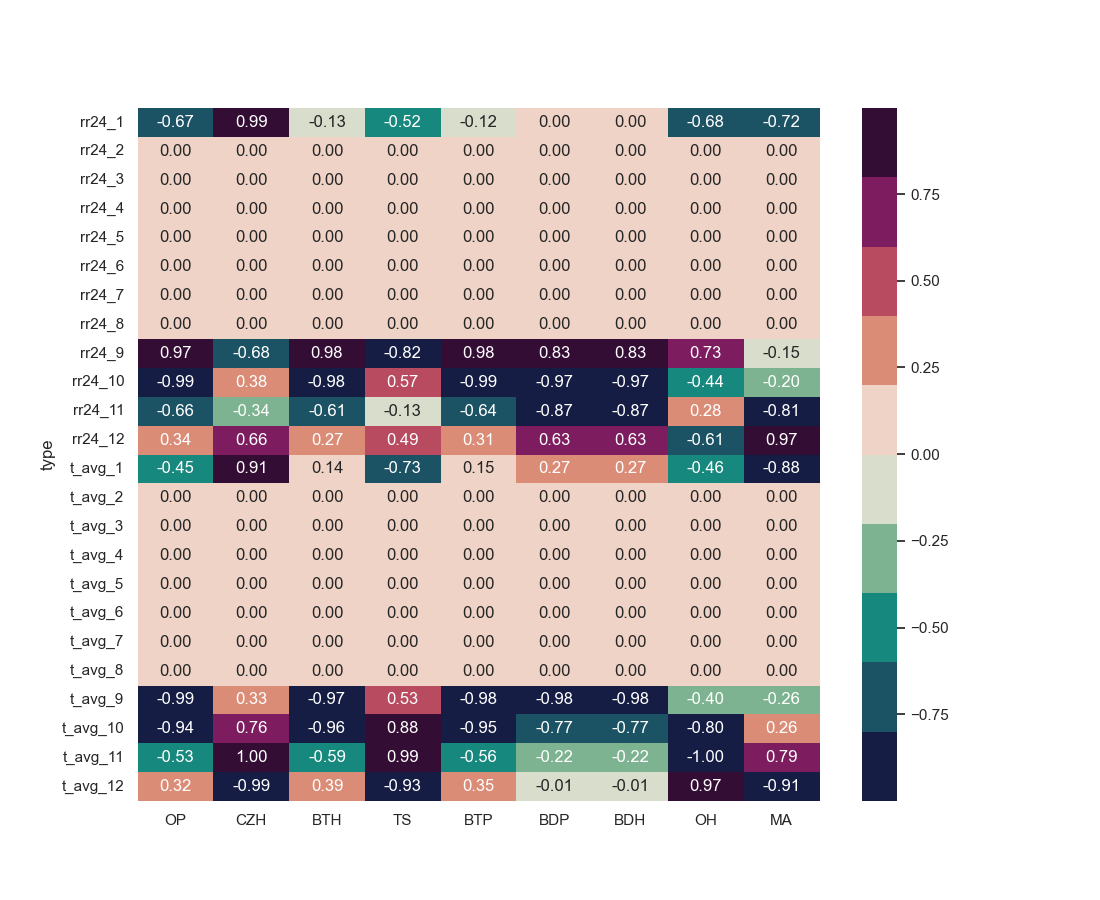 rr24_1 -0.67 0.99 -0.13 -0.52 -0.12 0.00 0.00 -0.68 -0.72
rr24_2 0.00 0.00 0.00 0.00 0.00 0.00 0.00 0.00 0.00
rr24_3 0.00 0.00 0.00 0.00 0.00 0.00 0.00 0.00 0.00
rr24_4 0.00 0.00 0.00 0.00 0.00 0.00 0.00 0.00 0.00
rr24_5 0.00 0.00 0.00 0.00 0.00 0.00 0.00 0.00 0.00
rr24_6 0.00 0.00 0.00 0.00 0.00 0.00 0.00 0.00 0.00
rr24_7 0.00 0.00 0.00 0.00 0.00 0.00 0.00 0.00 0.00
rr24_8 0.00 0.00 0.00 0.00 0.00 0.00 0.00 0.00 0.00
rr24_9 0.97 -0.68 0.98 -0.82 0.98 0.83 0.83 0.73 -0.15
rr24_10 -0.99 0.38 -0.98 0.57 -0.99 -0.97 -0.97 -0.44 -0.20
rr24_11 -0.66 -0.34 -0.61 -0.13 -0.64 -0.87 -0.87 0.28 -0.81
rr24_12 0.34 0.66 0.27 0.49 0.31 0.63 0.63 -0.61 0.97
t_avg_1 -0.45 0.91 0.14 -0.73 0.15 0.27 0.27 -0.46 -0.88
t_avg_2 0.00 0.00 0.00 0.00 0.00 0.00 0.00 0.00 0.00
t_avg_3 0.00 0.00 0.00 0.00 0.00 0.00 0.00 0.00 0.00
t_avg_4 0.00 0.00 0.00 0.00 0.00 0.00 0.00 0.00 0.00
t_avg_5 0.00 0.00 0.00 0.00 0.00 0.00 0.00 0.00 0.00
t_avg_6 0.00 0.00 0.00 0.00 0.00 0.00 0.00 0.00 0.00
t_avg_7 0.00 0.00 0.00 0.00 0.00 0.00 0.00 0.00 0.00
t_avg_8 0.00 0.00 0.00 0.00 0.00 0.00 0.00 0.00 0.00
t_avg_9 -0.99 0.33 -0.97 0.53 -0.98 -0.98 -0.98 -0.40 -0.26
t_avg_10 -0.94 0.76 -0.96 0.88 -0.95 -0.77 -0.77 -0.80 0.26
t_avg_11 -0.53 1.00 -0.59 0.99 -0.56 -0.22 -0.22 -1.00 0.79
t_avg_12 0.32 -0.99 0.39 -0.93 0.35 -0.01 -0.01 0.97 -0.91
OP CZH BTH TS BTP BDP BDH OH MA
type
0.75
0.50
0.25
0.00
−0.25
−0.50
−0.75